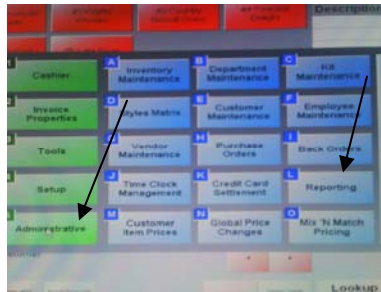 Description
1
Cashier
A
Inventory
Maintenance
B
Department
Maintenance
C
Kit
Maintenance
2
Invoice
Properties
D
Styles Matrix
E
Customer
Maintenance
F
Employee
Maintenance
Tools
Vendor
Maintenance
H
Purchase
Orders
I
Back Orders
Setup
J
Time Clock
Management
K
Credit Card
Settlement
L
Reporting
Administrative
M
Customer
Item Prices
N
Global Price
Changes
O
Mix 'N Match
Pricing
Lookup